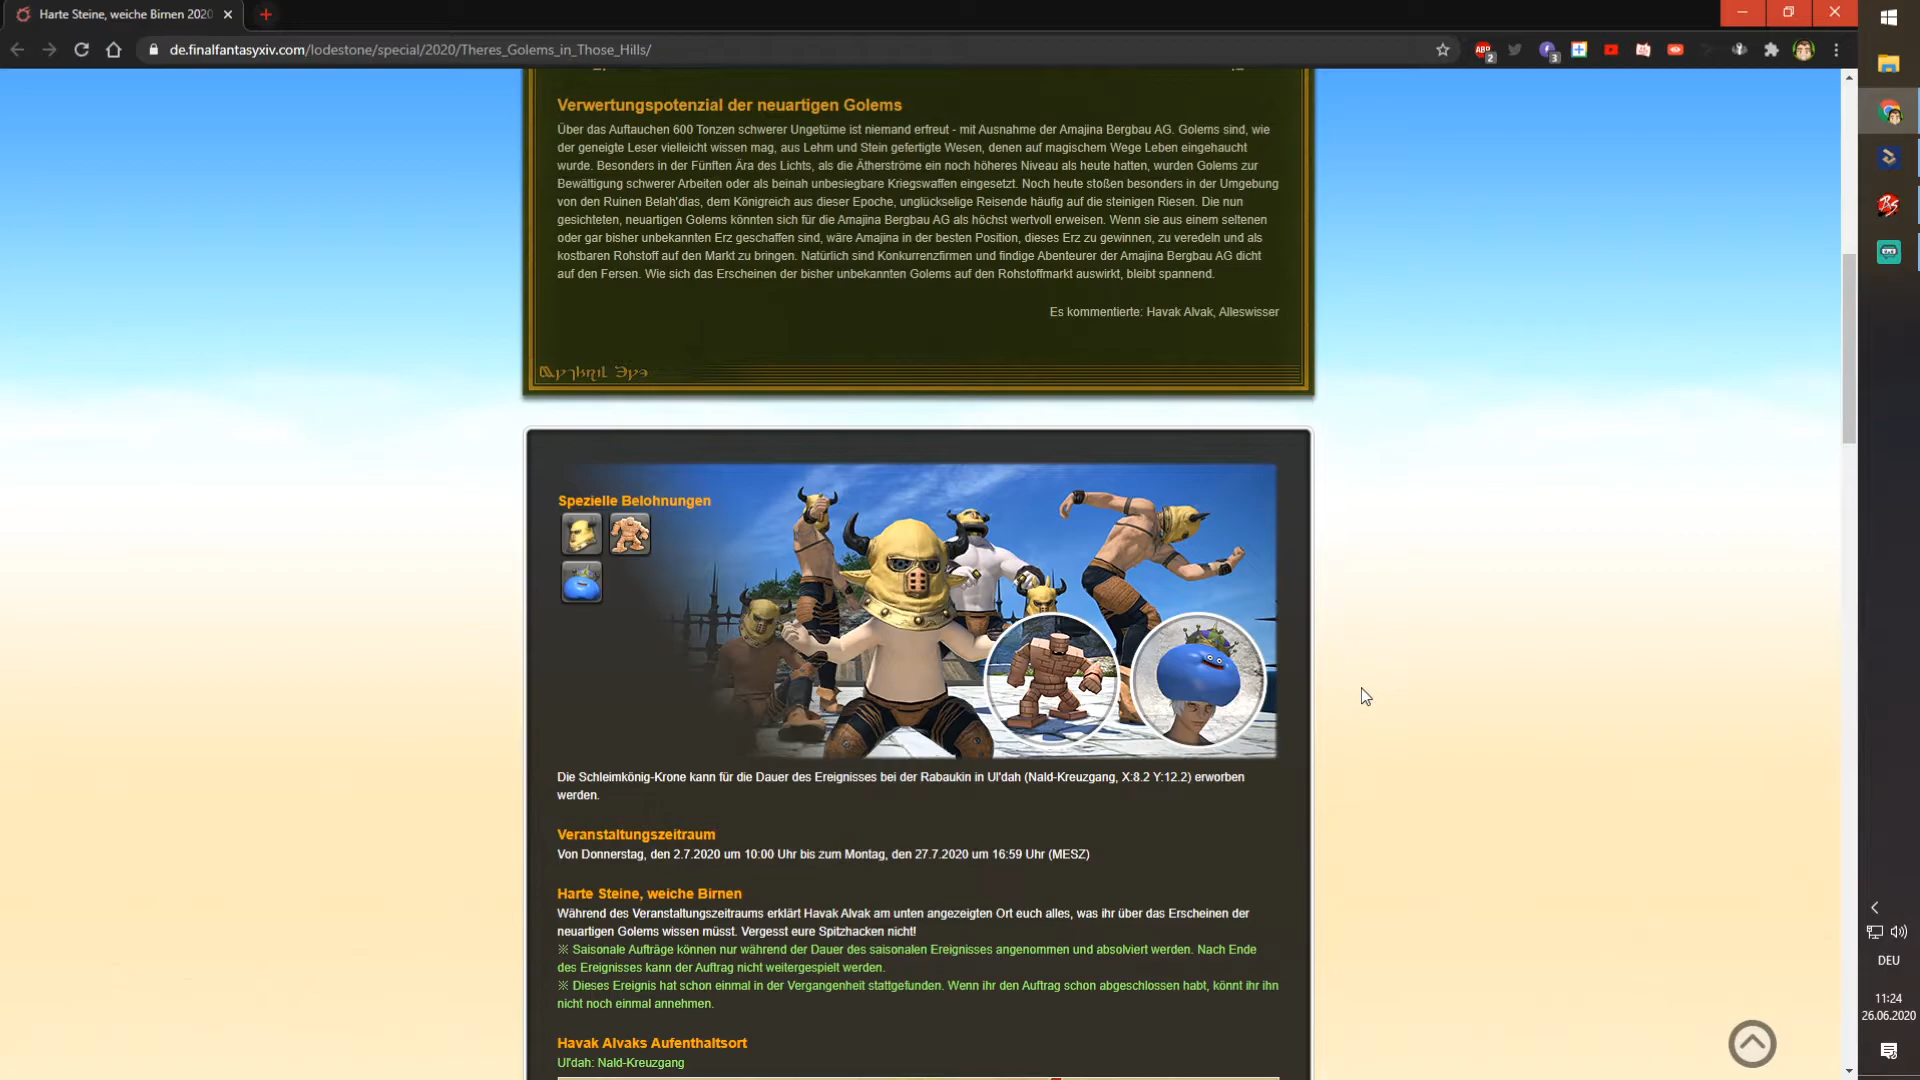 Harte Steine, weiche Birnen 2020
de.finalfantasyxiv.com/lodestone/special/2020/Theres_Golems_in_Those_Hills/
ABP
2
3
Verwertungspotenzial der neuartigen Golems
Über das Auftauchen 600 Tonzen schwerer Ungetüme ist niemand erfreut - mit Ausnahme der Amajina Bergbau AG. Golems sind, wie
der geneigte Leser vielleicht wissen mag, aus Lehm und Stein gefertigte Wesen, denen auf magischem Wege Leben eingehaucht
wurde. Besonders in der Fünften Ära des Lichts, als die Ätherströme ein noch höheres Niveau als heute hatten, wurden Golems zur
Bewältigung schwerer Arbeiten oder als beinah unbesiegbare Kriegswaffen eingesetzt. Noch heute stoßen besonders in der Umgebung
von den Ruinen Belah'dias, dem Königreich aus dieser Epoche, unglückselige Reisende häufig auf die steinigen Riesen. Die nun
gesichteten, neuartigen Golems könnten sich für die Amajina Bergbau AG als höchst wertvoll erweisen. Wenn sie aus einem seltenen
oder gar bisher unbekannten Erz geschaffen sind, wäre Amajina in der besten Position, dieses Erz zu gewinnen, zu veredeln und als
kostbaren Rohstoff auf den Markt zu bringen. Natürlich sind Konkurrenzfirmen und findige Abenteurer der Amajina Bergbau AG dicht
auf den Fersen. Wie sich das Erscheinen der bisher unbekannten Golems auf den Rohstoffmarkt auswirkt, bleibt spannend.
Es kommentierte: Havak Alvak, Alleswisser
Spezielle Belohnungen
Die Schleimkönig-Krone kann für die Dauer des Ereignisses bei der Rabaukin in Ul'dah (Nald-Kreuzgang, X:8.2 Y:12.2) erworben
werden.
Veranstaltungszeitraum
Von Donnerstag, den 2.7.2020 um 10:00 Uhr bis zum Montag, den 27.7.2020 um 16:59 Uhr (MESZ)
Harte Steine, weiche Birnen
Während des Veranstaltungszeitraums erklärt Havak Alvak am unten angezeigten Ort euch alles, was ihr über das Erscheinen der
neuartigen Golems wissen müsst. Vergesst eure Spitzhacken nicht!
※ Saisonale Aufträge können nur während der Dauer des saisonalen Ereignisses angenommen und absolviert werden. Nach Ende
des Ereignisses kann der Auftrag nicht weitergespielt werden.
※ Dieses Ereignis hat schon einmal in der Vergangenheit stattgefunden. Wenn ihr den Auftrag schon abgeschlossen habt, könnt ihr ihn
nicht noch einmal annehmen.
Havak Alvaks Aufenthaltsort
Ul'dah: Nald-Kreuzgang
DEU
11:24
26.06.2020